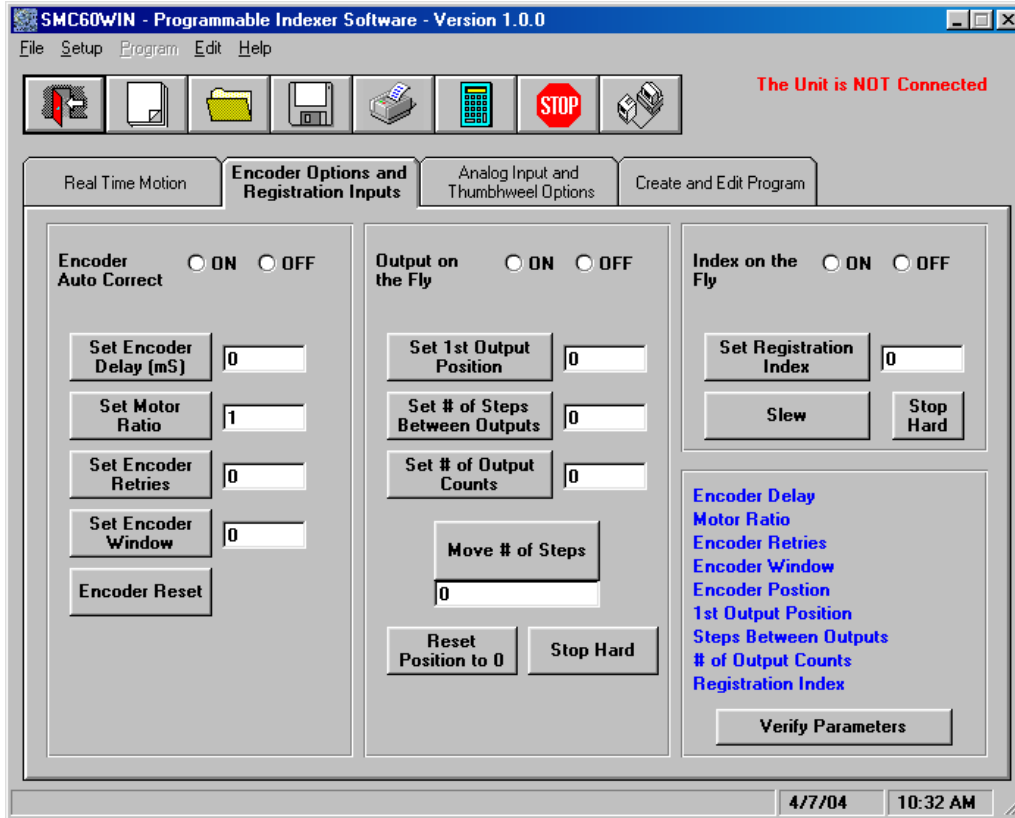 SMC60WIN - Programmable Indexer Software - Version 1.0.0
File Setup Program Edit Help
STOP
The Unit is NOT Connected
Real Time Motion
Encoder Options and
Registration Inputs
Analog Input and
Thumbhweel Options
Create and Edit Program
Encoder
Auto Correct
ON OFF
Set Encoder
Delay (mS)
0
Set Motor
Ratio
1
Set Encoder
Retries
0
Set Encoder
Window
0
Encoder Reset
Output on
the Fly
ON OFF
Set 1st Output
Position
0
Set # of Steps
Between Outputs
0
Set # of Output
Counts
0
Move # of Steps
0
Reset
Position to 0
Stop Hard
Index on the
Fly
ON OFF
Set Registration
Index
0
Slew
Stop
Hard
Encoder Delay
Motor Ratio
Encoder Retries
Encoder Window
Encoder Postion
1st Output Position
Steps Between Outputs
# of Output Counts
Registration Index
Verify Parameters
4/7/04
10:32 AM